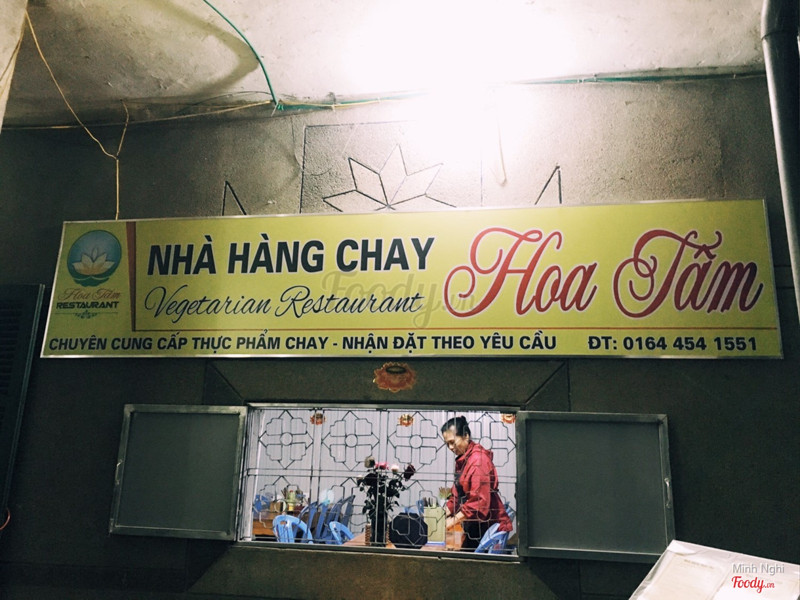 NHÀ HÀNG CHAY
Vegetarian Restaurant
Hoa Tâm
Hoa Tâm
RESTAURANT
CHUYÊN CUNG CẤP THỰC PHẨM CHAY - NHẬN ĐẶT THEO YÊU CẦU ĐT: 0164 454 1551
Foody.vn
Minh Nghi
Foody.vn